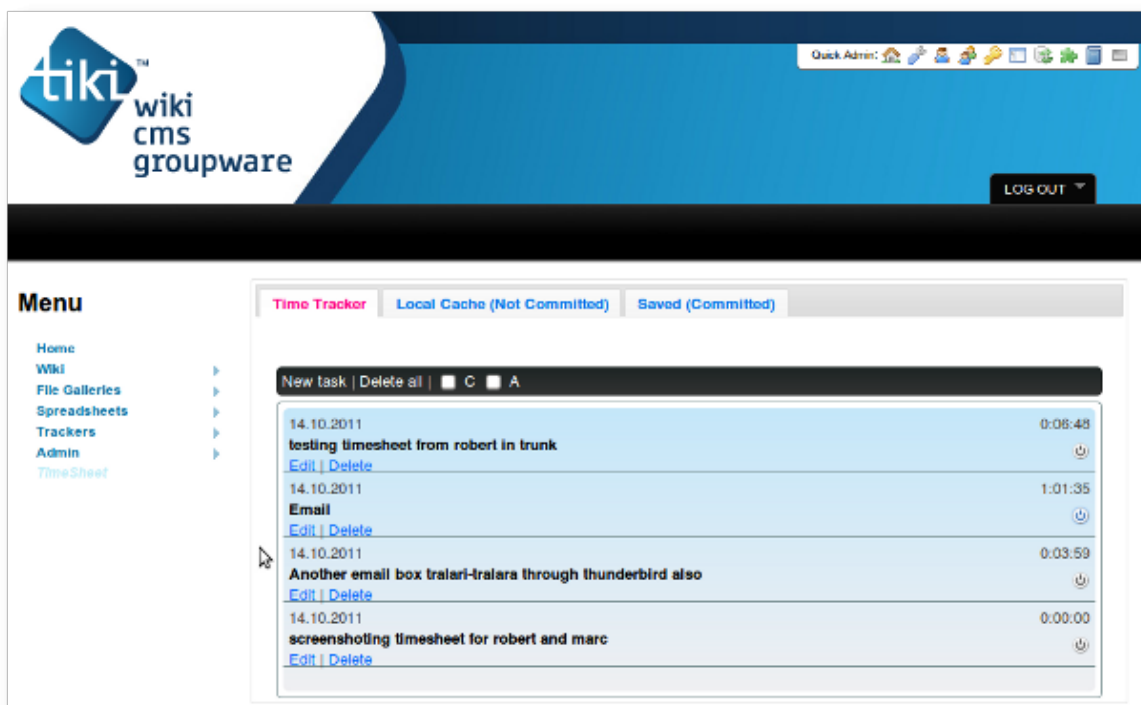 tiki™
wiki
cms
groupware
Quick Admin:
LOG OUT
Menu
Home
Wiki
File Galleries
Spreadsheets
Trackers
Admin
TimeSheet
Time Tracker Local Cache (Not Committed) Saved (Committed)
New task | Delete all | C A
14.10.2011 0:06:48
testing timesheet from robert in trunk
Edit | Delete
14.10.2011 1:01:35
Email
Edit | Delete
14.10.2011 0:03:59
Another email box tralari-tralara through thunderbird also
Edit | Delete
14.10.2011 0:00:00
screenshoting timesheet for robert and marc
Edit | Delete